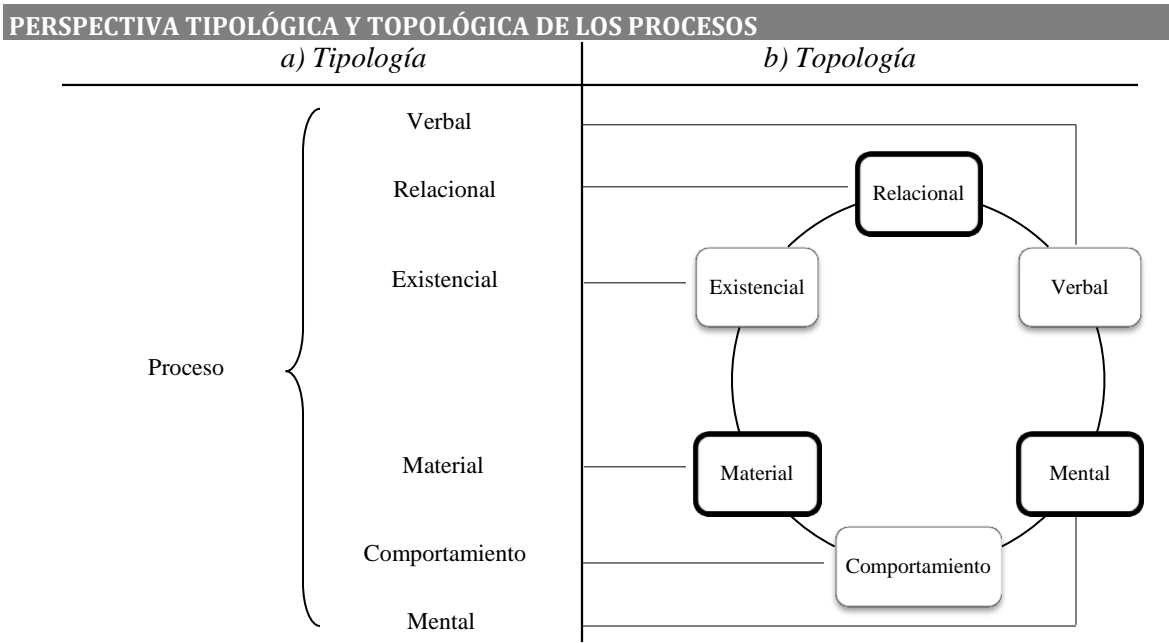 PERSPECTIVA TIPOLÓGICA Y TOPOLÓGICA DE LOS PROCESOS
a) Tipología
b) Topología
Proceso
Verbal
Relacional
Existencial
Material
Comportamiento
Mental
Relacional
Existencial
Verbal
Material
Mental
Comportamiento